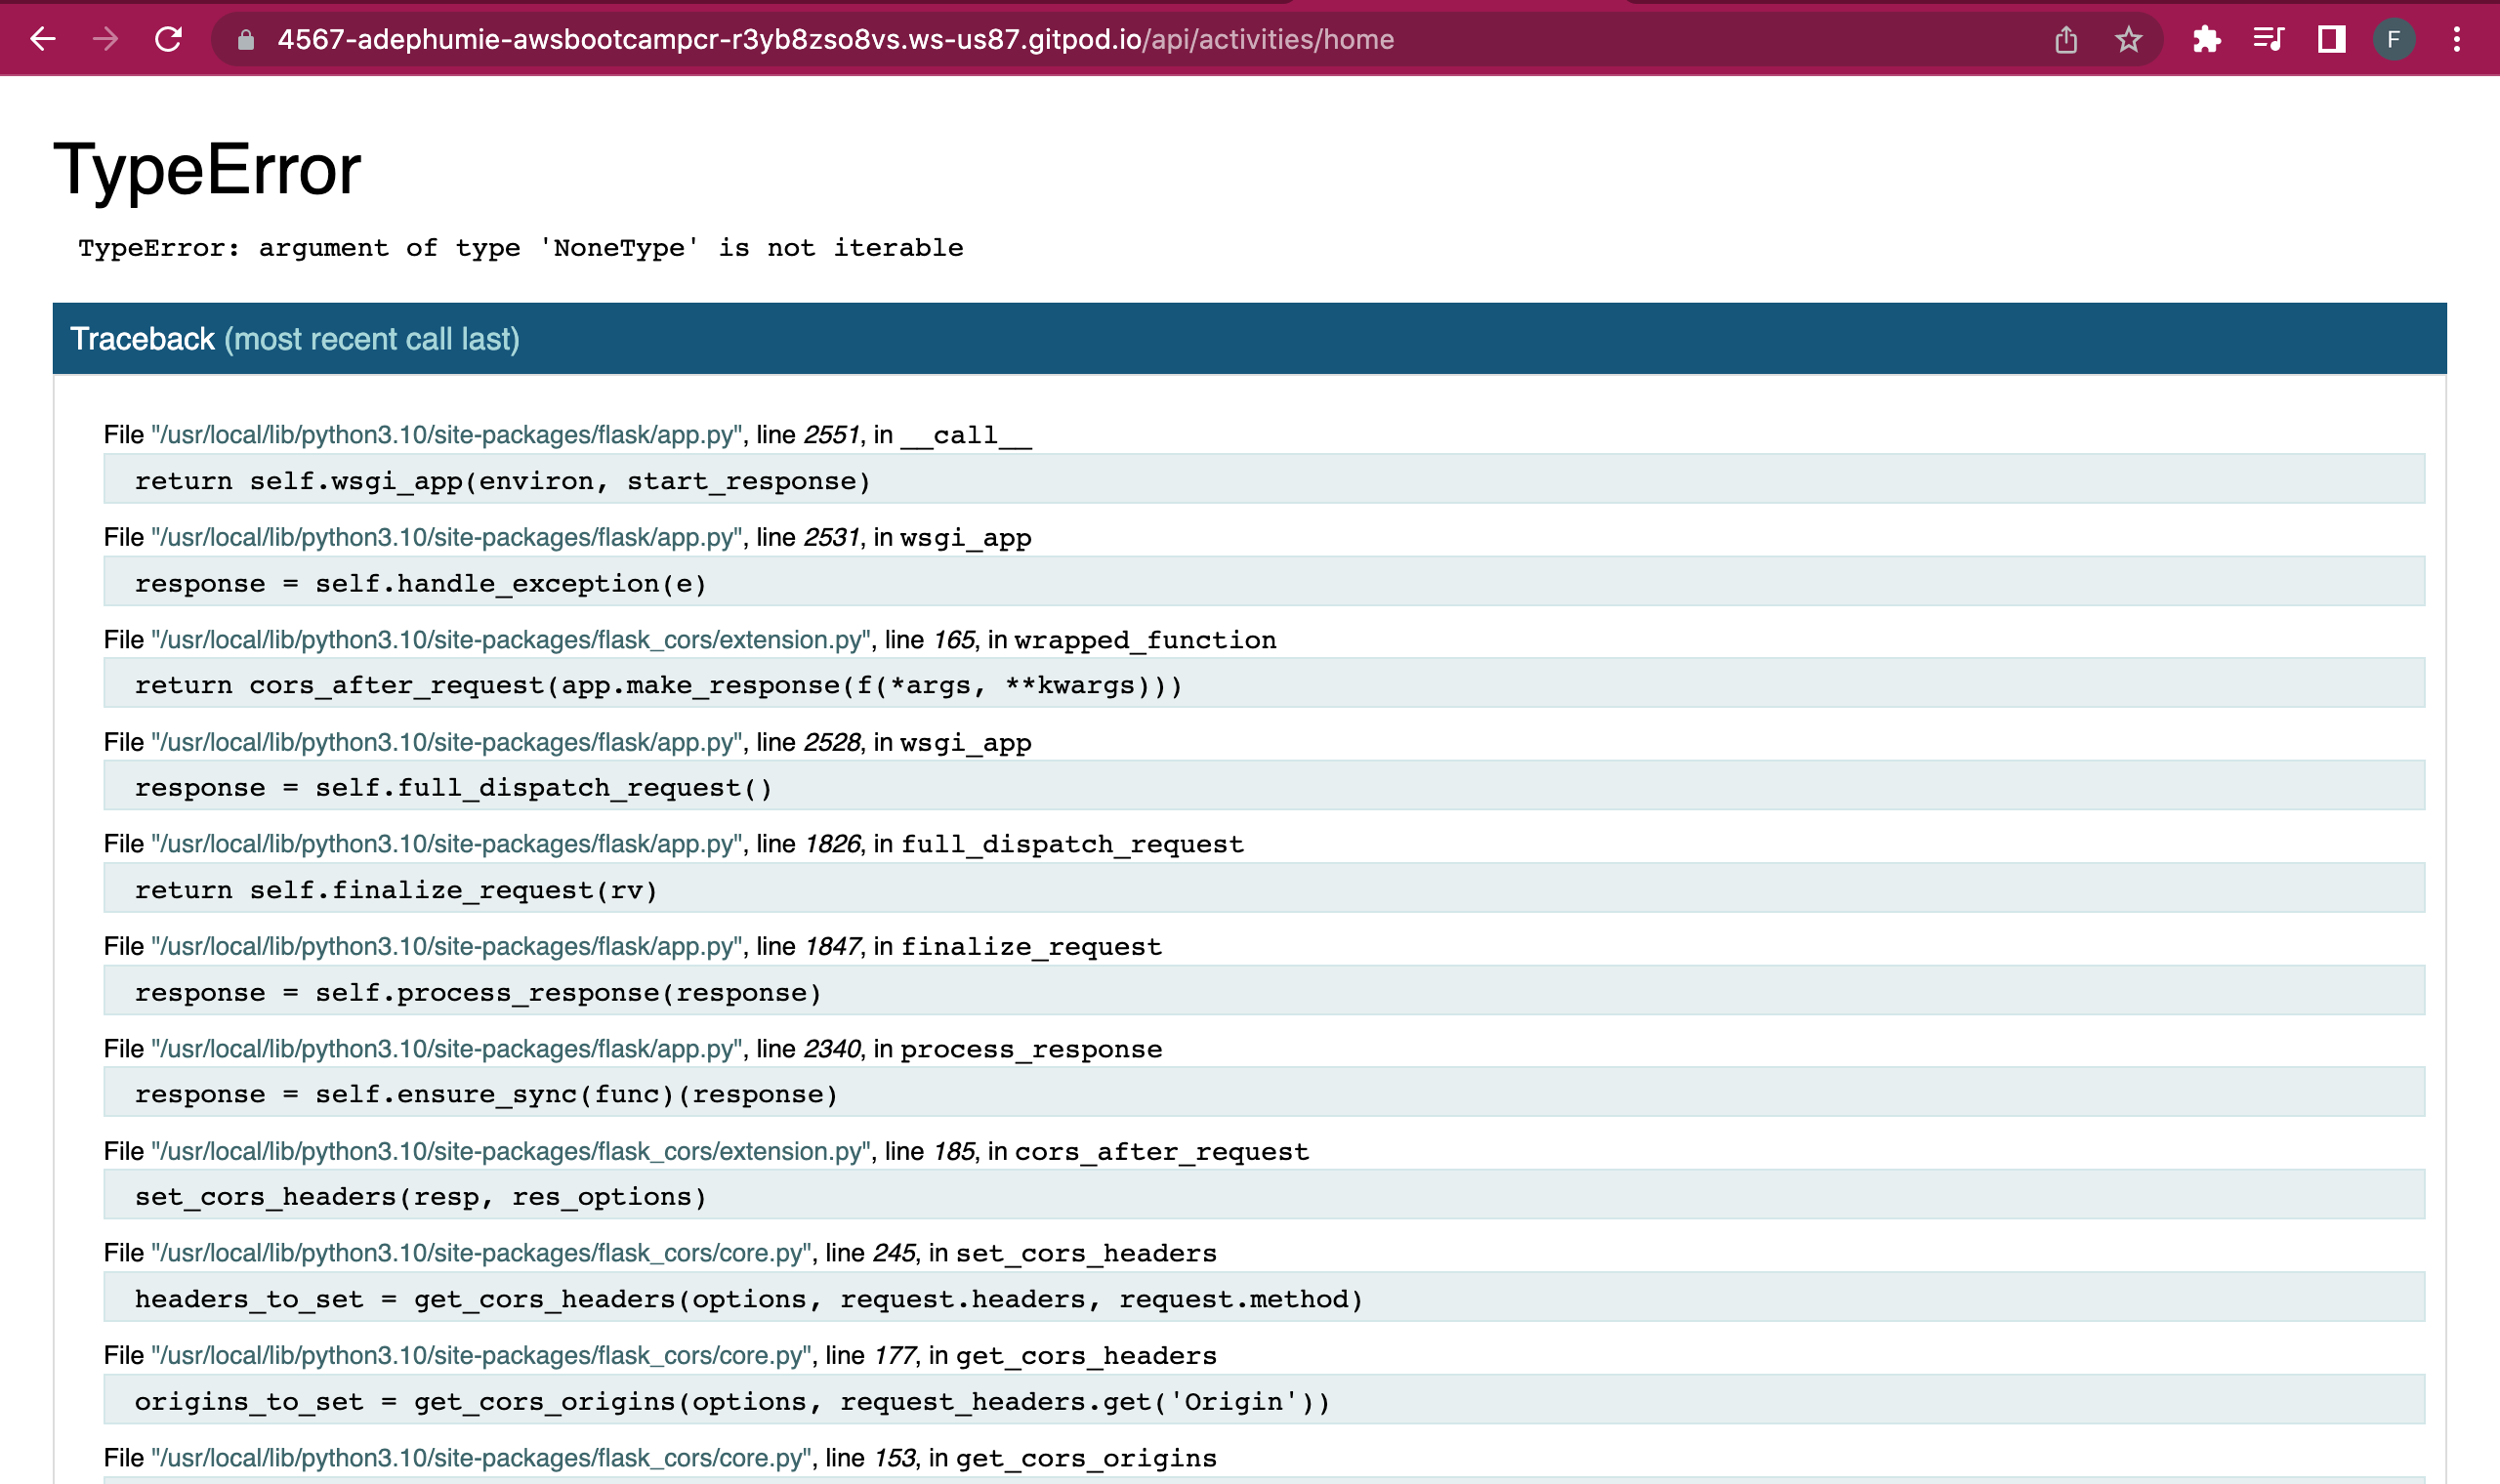 4567-adephumie-awsbootcampcr-r3yb8zso8vs.ws-us87.gitpod.io/api/activities/home
F
TypeError
TypeError: argument of type 'NoneType' is not iterable
Traceback (most recent call last)
File "/usr/local/lib/python3.10/site-packages/flask/app.py", line 2551, in __call__
return self.wsgi_app(environ, start_response)
File "/usr/local/lib/python3.10/site-packages/flask/app.py", line 2531, in wsgi_app
response = self.handle_exception(e)
File "/usr/local/lib/python3.10/site-packages/flask_cors/extension.py", line 165, in wrapped_function
return cors_after_request(app.make_response(f(*args, **kwargs)))
File "/usr/local/lib/python3.10/site-packages/flask/app.py", line 2528, in wsgi_app
response = self.full_dispatch_request()
File "/usr/local/lib/python3.10/site-packages/flask/app.py", line 1826, in full_dispatch_request
return self.finalize_request(rv)
File "/usr/local/lib/python3.10/site-packages/flask/app.py", line 1847, in finalize_request
response = self.process_response(response)
File "/usr/local/lib/python3.10/site-packages/flask/app.py", line 2340, in process_response
response = self.ensure_sync(func)(response)
File "/usr/local/lib/python3.10/site-packages/flask_cors/extension.py", line 185, in cors_after_request
set_cors_headers(resp, res_options)
File "/usr/local/lib/python3.10/site-packages/flask_cors/core.py", line 245, in set_cors_headers
headers_to_set = get_cors_headers(options, request.headers, request.method)
File "/usr/local/lib/python3.10/site-packages/flask_cors/core.py", line 177, in get_cors_headers
origins_to_set = get_cors_origins(options, request_headers.get('Origin'))
File "/usr/local/lib/python3.10/site-packages/flask_cors/core.py", line 153, in get_cors_origins